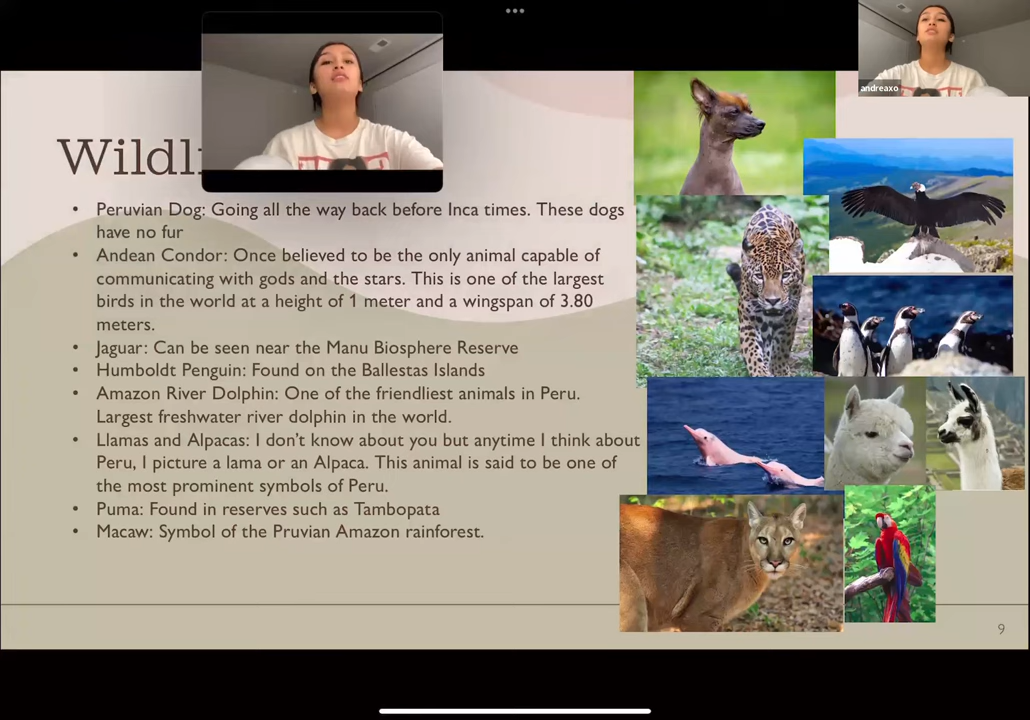 andreaxo
Wildl
• Peruvian Dog: Going all the way back before Inca times. These dogs
have no fur
• Andean Condor: Once believed to be the only animal capable of
communicating with gods and the stars. This is one of the largest
birds in the world at a height of 1 meter and a wingspan of 3.80
meters.
• Jaguar: Can be seen near the Manu Biosphere Reserve
• Humboldt Penguin: Found on the Ballestas Islands
• Amazon River Dolphin: One of the friendliest animals in Peru.
Largest freshwater river dolphin in the world.
• Llamas and Alpacas: I don't know about you but anytime I think about
Peru, I picture a lama or an Alpaca. This animal is said to be one of
the most prominent symbols of Peru.
• Puma: Found in reserves such as Tambopata
• Macaw: Symbol of the Pruvian Amazon rainforest.
9